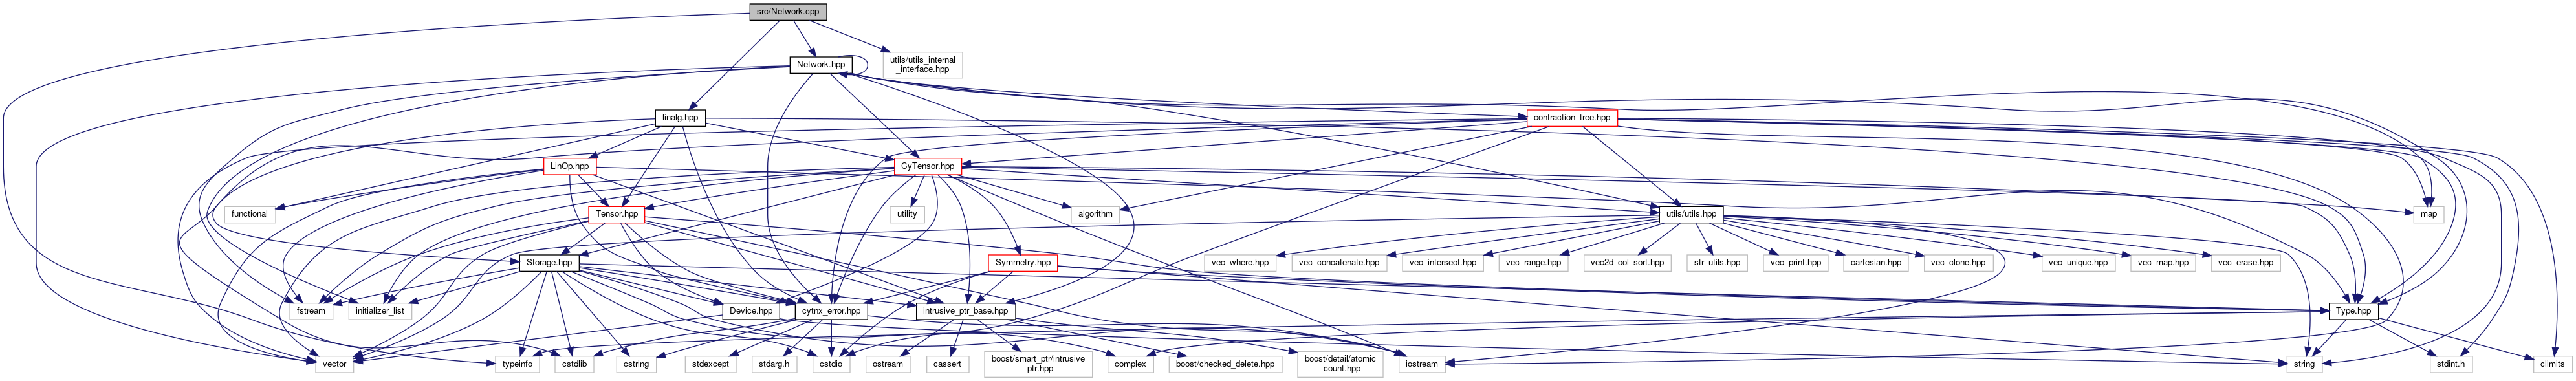 src/Network.cpp
Network.hpp
utils/utils_internal
_interface.hpp
linalg.hpp
contraction_tree.hpp
LinOp.hpp
CyTensor.hpp
functional
Tensor.hpp
utility
algorithm
utils/utils.hpp
map
Storage.hpp
Symmetry.hpp
vec_where.hpp
vec_concatenate.hpp
vec_intersect.hpp
vec_range.hpp
vec2d_col_sort.hpp
str_utils.hpp
vec_print.hpp
cartesian.hpp
vec_clone.hpp
vec_unique.hpp
vec_map.hpp
vec_erase.hpp
fstream
initializer_list
Device.hpp
cytnx_error.hpp
intrusive_ptr_base.hpp
Type.hpp
vector
typeinfo
cstdlib
cstring
stdexcept
stdarg.h
cstdio
ostream
cassert
boost/smart_ptr/intrusive
_ptr.hpp
complex
boost/checked_delete.hpp
boost/detail/atomic
_count.hpp
iostream
string
stdint.h
climits